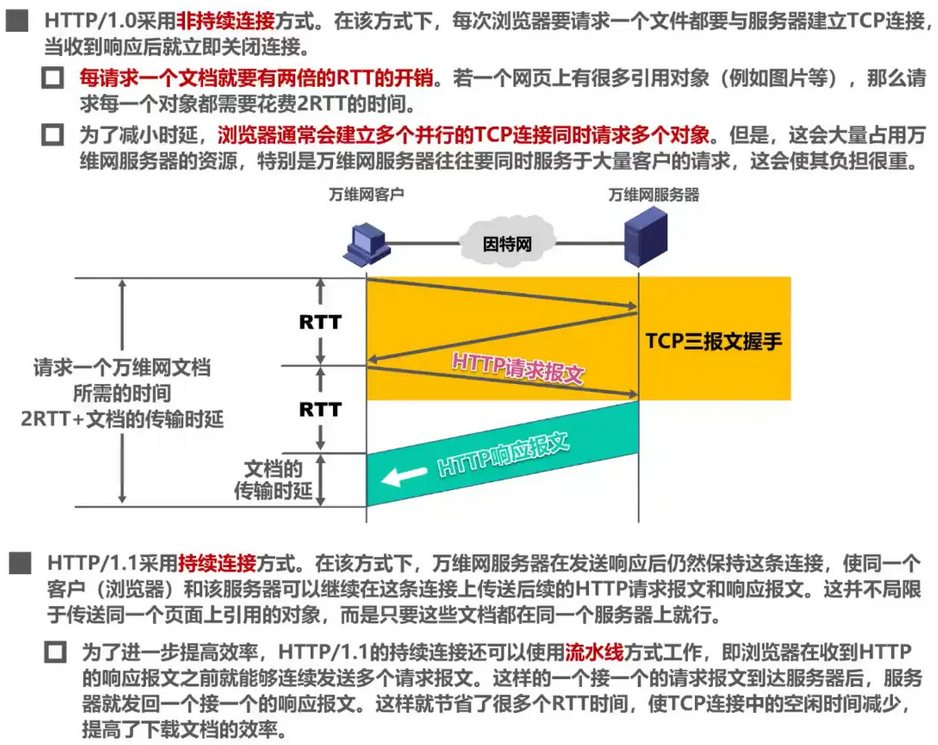 HTTP/1.0采用非持续连接方式。在该方式下，每次浏览器要请求一个文件都要与服务器建立TCP连接，
当收到响应后就立即关闭连接。
每请求一个文档就要有两倍的RTT的开销。若一个网页上有很多引用对象（例如图片等），那么请
求每一个对象都需要花费2RTT的时间。
为了减小时延，浏览器通常会建立多个并行的TCP连接同时请求多个对象。但是，这会大量占用万
维网服务器的资源，特别是万维网服务器往往要同时服务于大量客户的请求，这会使其负担很重。
万维网客户
万维网服务器
因特网
RTT
TCP三报文握手
HTTP请求报文
请求一个万维网文档
所需的时间
2RTT+文档的传输时延
RTT
HTTP响应报文
文档的
传输时延
HTTP/1.1采用持续连接方式。在该方式下，万维网服务器在发送响应后仍然保持这条连接，使同一个
客户（浏览器）和该服务器可以继续在这条连接上传送后续的HTTP请求报文和响应报文。这并不局限
于传送同一个页面上引用的对象，而是只要这些文档都在同一个服务器上就行。
为了进一步提高效率，HTTP/1.1的持续连接还可以使用流水线方式工作，即浏览器在收到HTTP
的响应报文之前就能够连续发送多个请求报文。这样的一个接一个的请求报文到达服务器后，服务
器就发回一个接一个的响应报文。这样就节省了很多个RTT时间，使TCP连接中的空闲时间减少，
提高了下载文档的效率。